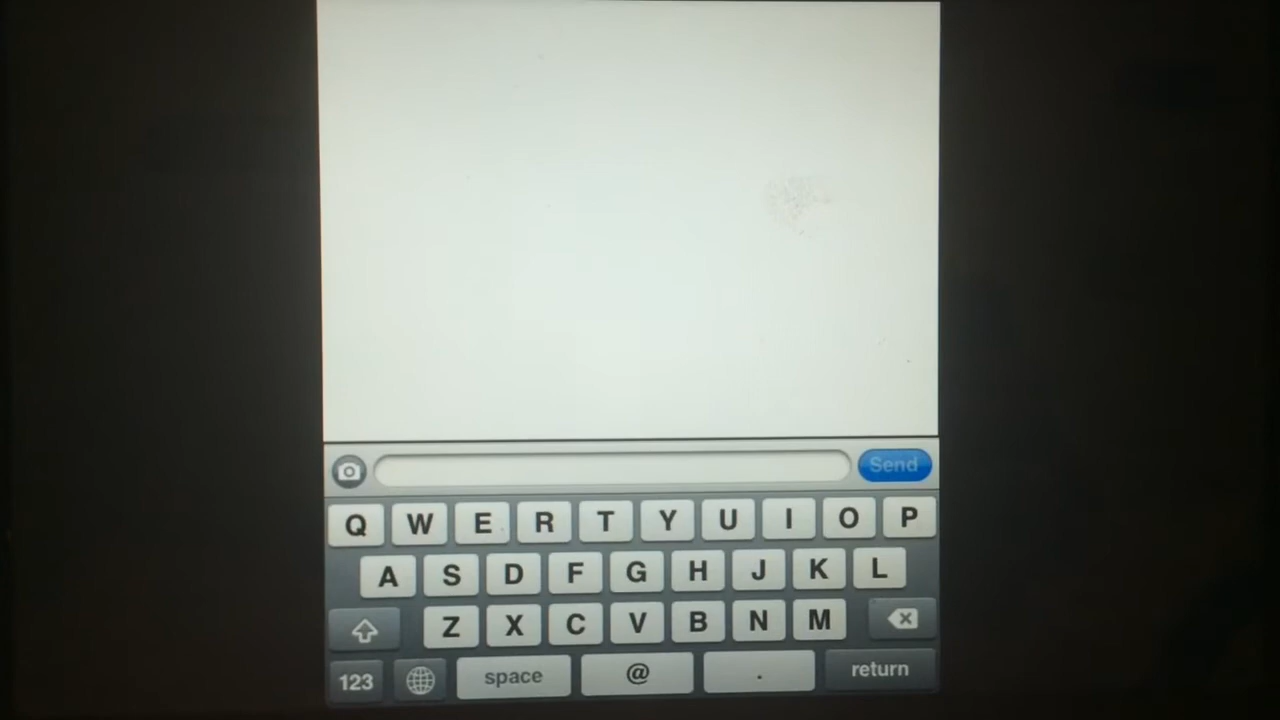 Send
Q W E R T Y U I O P
A S D F G H J K L
Z X C V B N M
123 space @ . return